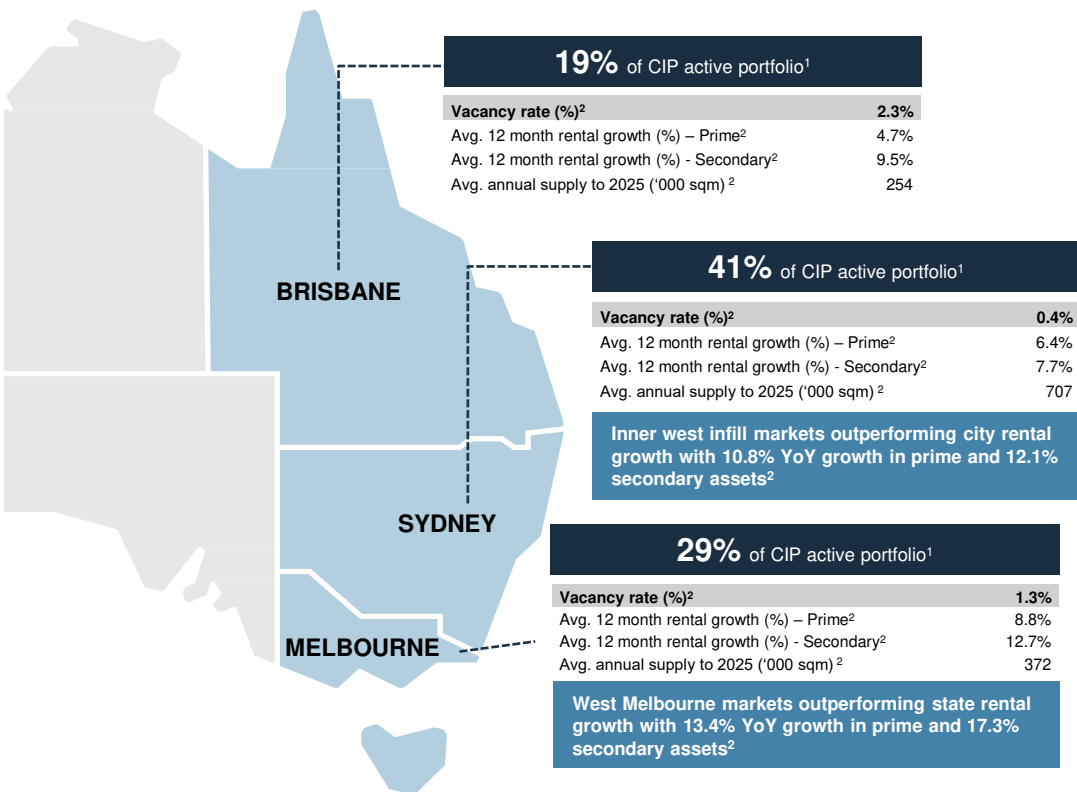 19% of CIP active portfolio¹
Vacancy rate (%)² 2.3%
Avg. 12 month rental growth (%) – Prime² 4.7%
Avg. 12 month rental growth (%) - Secondary² 9.5%
Avg. annual supply to 2025 (‘000 sqm) ² 254
BRISBANE
41% of CIP active portfolio¹
Vacancy rate (%)² 0.4%
Avg. 12 month rental growth (%) – Prime² 6.4%
Avg. 12 month rental growth (%) - Secondary² 7.7%
Avg. annual supply to 2025 (‘000 sqm) ² 707
Inner west infill markets outperforming city rental
growth with 10.8% YoY growth in prime and 12.1%
secondary assets²
SYDNEY
29% of CIP active portfolio¹
Vacancy rate (%)² 1.3%
Avg. 12 month rental growth (%) – Prime² 8.8%
Avg. 12 month rental growth (%) - Secondary² 12.7%
Avg. annual supply to 2025 (‘000 sqm) ² 372
MELBOURNE
West Melbourne markets outperforming state rental
growth with 13.4% YoY growth in prime and 17.3%
secondary assets²